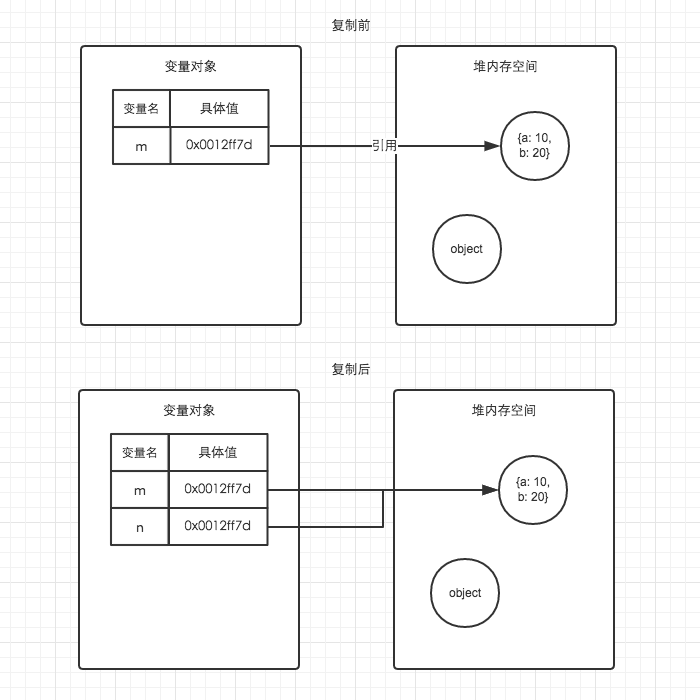 复制前
变量对象
堆内存空间
变量名 具体值
m 0x0012ff7d
引用
{a: 10,
b: 20}
object
复制后
变量对象
堆内存空间
变量名 具体值
m 0x0012ff7d
n 0x0012ff7d
{a: 10,
b: 20}
object